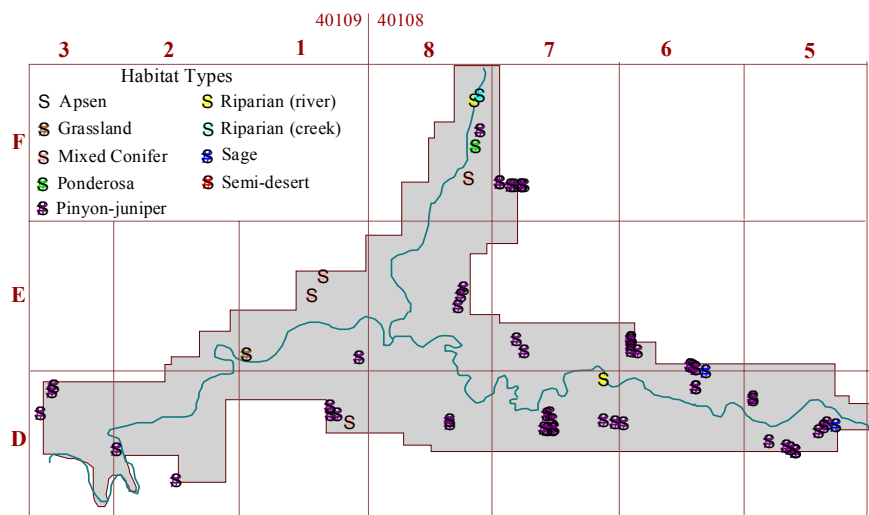 40109 40108
3 2 1 8 7 6 5
Habitat Types
S Apsen S Riparian (river)
S Grassland S Riparian (creek)
S Mixed Conifer S Sage
S Ponderosa S Semi-desert
S Pinyon-juniper
F
E
D